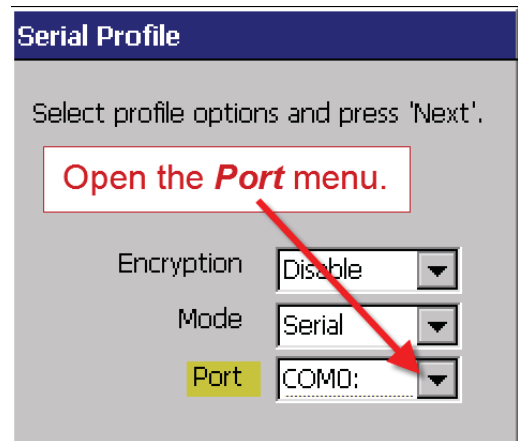 Serial Profile
Select profile options and press 'Next'.
Open the Port menu.
Encryption Disable
Mode Serial
Port COM0: